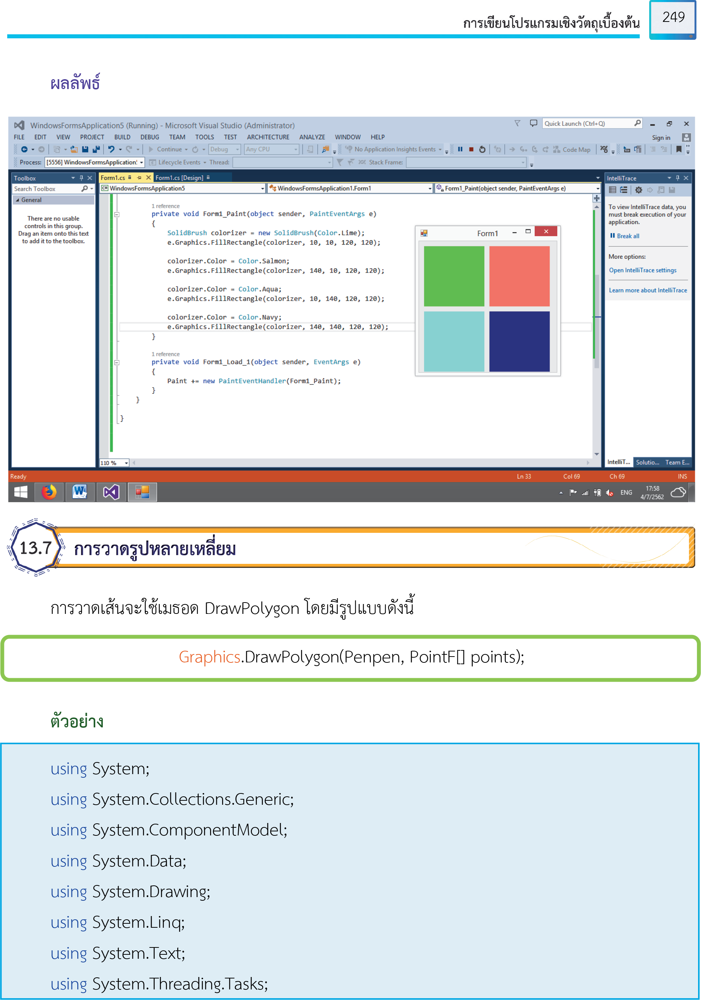 การเขียนโปรแกรมเชิงวัตถุเบื้องต้น
249
ผลลัพธ์
WindowsFormsApplication5 (Running) - Microsoft Visual Studio (Administrator)
Quick Launch (Ctrl+Q)
FILE EDIT VIEW PROJECT BUILD DEBUG TEAM TOOLS TEST ARCHITECTURE ANALYZE WINDOW HELP
Sign in
Continue Debug Any CPU No Application Insights Events Code Map
Process: [5556] WindowsFormsApplication! Lifecycle Events Thread: Stack Frame:
Toolbox
Search Toolbox
General
There are no usable
controls in this group.
Drag an item onto this text
to add it to the toolbox.
Form1.cs Form1.cs [Design]
C# WindowsFormsApplication5 WindowsFormsApplication1.Form1 Form1_Paint(object sender, PaintEventArgs e)
1 reference
private void Form1_Paint(object sender, PaintEventArgs e)
{
SolidBrush colorizer = new SolidBrush(Color.Lime);
e.Graphics.FillRectangle(colorizer, 10, 10, 120, 120);
colorizer.Color = Color.Salmon;
e.Graphics.FillRectangle(colorizer, 140, 10, 120, 120);
colorizer.Color = Color.Aqua;
e.Graphics.FillRectangle(colorizer, 10, 140, 120, 120);
colorizer.Color = Color.Navy;
e.Graphics.FillRectangle(colorizer, 140, 140, 120, 120);
}
1 reference
private void Form1_Load_1(object sender, EventArgs e)
{
Paint += new PaintEventHandler(Form1_Paint);
}
}
}
110 %
Form1
IntelliTrace
To view IntelliTrace data, you
must break execution of your
application.
Break all
More options:
Open IntelliTrace settings
Learn more about IntelliTrace
IntelliT... Solutio... Team E...
Ready Ln 33 Col 69 Ch 69 INS
ENG
17:58
4/7/2562
13.7 การวาดรูปหลายเหลี่ยม
การวาดเส้นจะใช้เมธอด DrawPolygon โดยมีรูปแบบดังนี้
Graphics.DrawPolygon(Penpen, PointF[] points);
ตัวอย่าง
using System;
using System.Collections.Generic;
using System.ComponentModel;
using System.Data;
using System.Drawing;
using System.Linq;
using System.Text;
using System.Threading.Tasks;